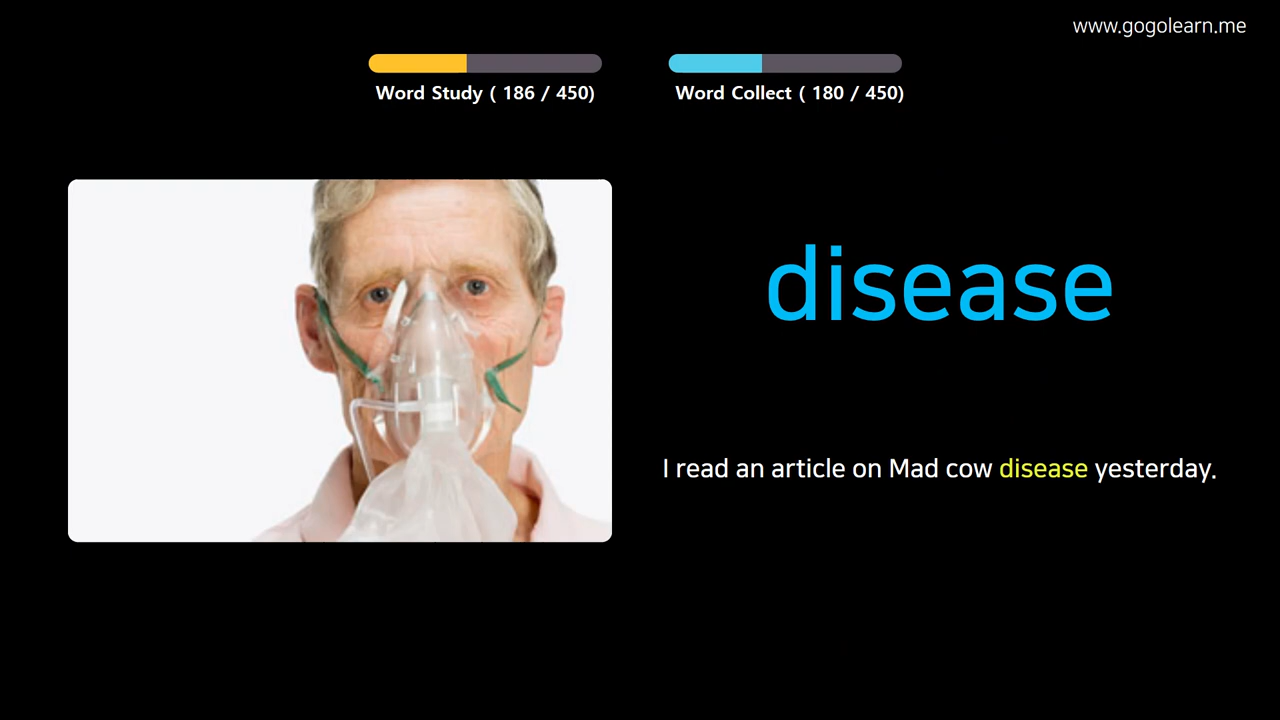 www.gogolearn.me
Word Study ( 186 / 450)
Word Collect ( 180 / 450)
disease
I read an article on Mad cow disease yesterday.